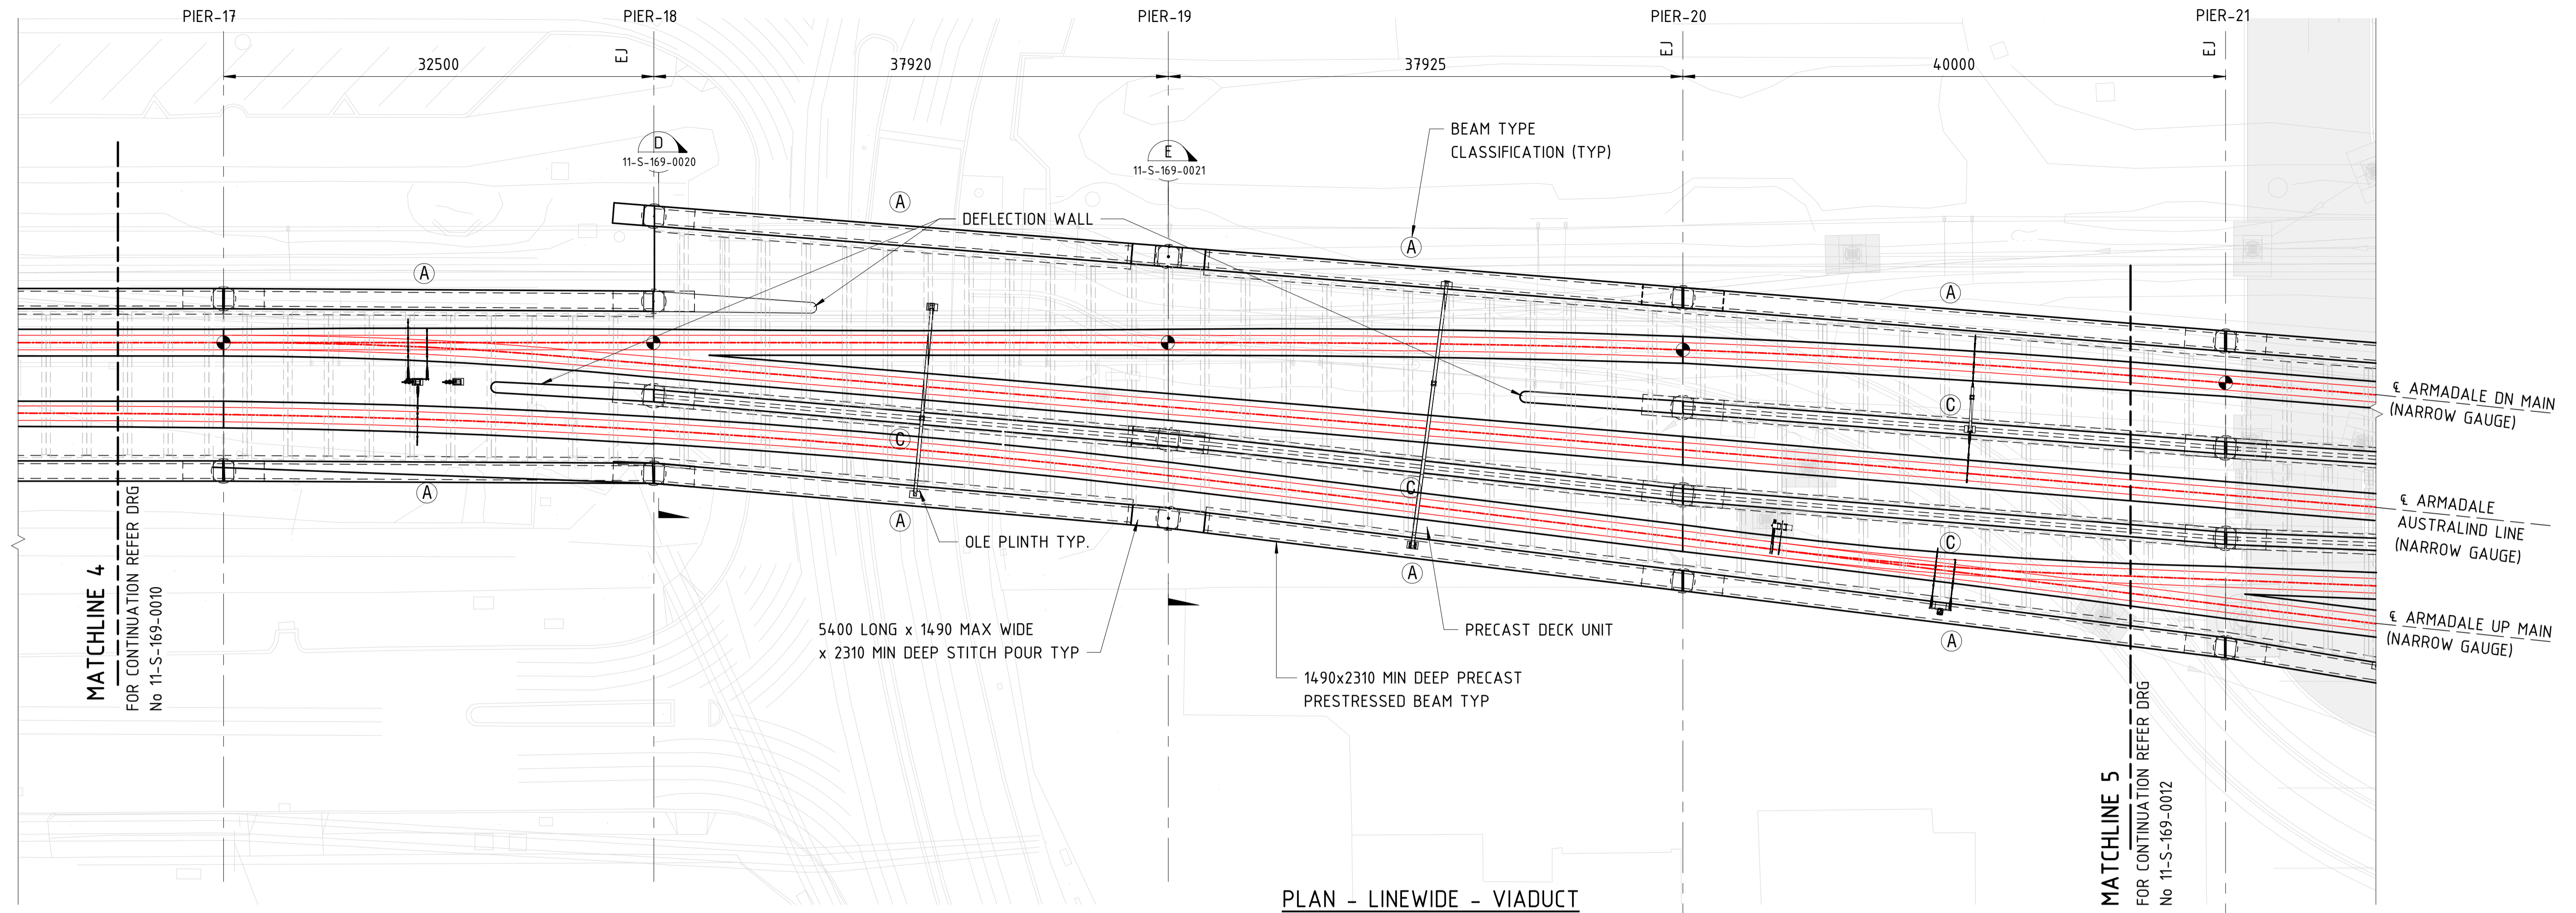 PIER-17
PIER-18
PIER-19
PIER-20
PIER-21
EJ
EJ
EJ
32500
37920
37925
40000
D
11-S-169-0020
E
11-S-169-0021
BEAM TYPE
CLASSIFICATION (TYP)
A
DEFLECTION WALL
A
A
A
C
C
C
C
A
A
A
A
OLE PLINTH TYP.
5400 LONG x 1490 MAX WIDE
x 2310 MIN DEEP STITCH POUR TYP
PRECAST DECK UNIT
1490x2310 MIN DEEP PRECAST
PRESTRESSED BEAM TYP
℄ ARMADALE DN MAIN
(NARROW GAUGE)
℄ ARMADALE
AUSTRALIND LINE
(NARROW GAUGE)
℄ ARMADALE UP MAIN
(NARROW GAUGE)
MATCHLINE 4
FOR CONTINUATION REFER DRG
No 11-S-169-0010
MATCHLINE 5
FOR CONTINUATION REFER DRG
No 11-S-169-0012
PLAN - LINEWIDE - VIADUCT